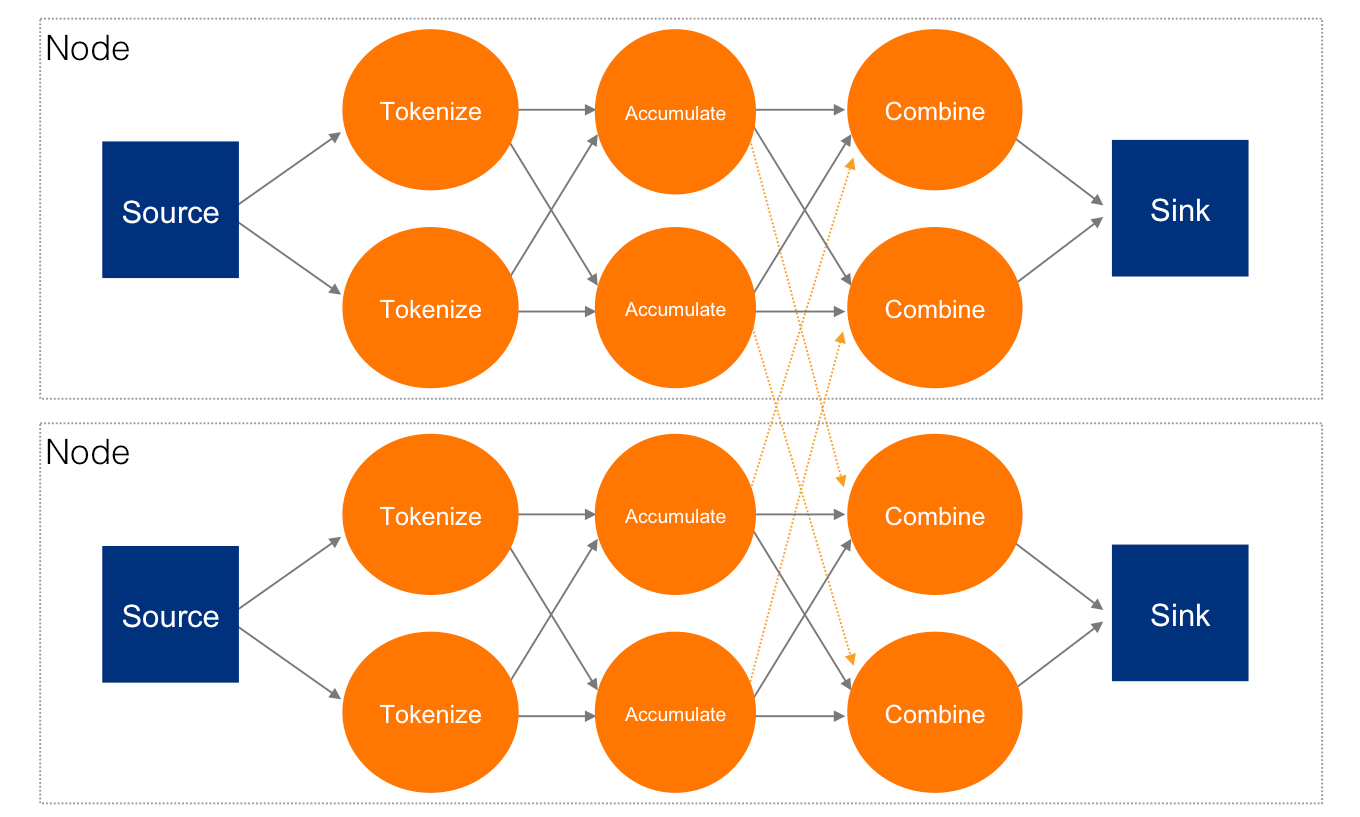 Node
Tokenize
Accumulate
Combine
Source
Sink
Tokenize
Accumulate
Combine
Node
Tokenize
Accumulate
Combine
Source
Sink
Tokenize
Accumulate
Combine